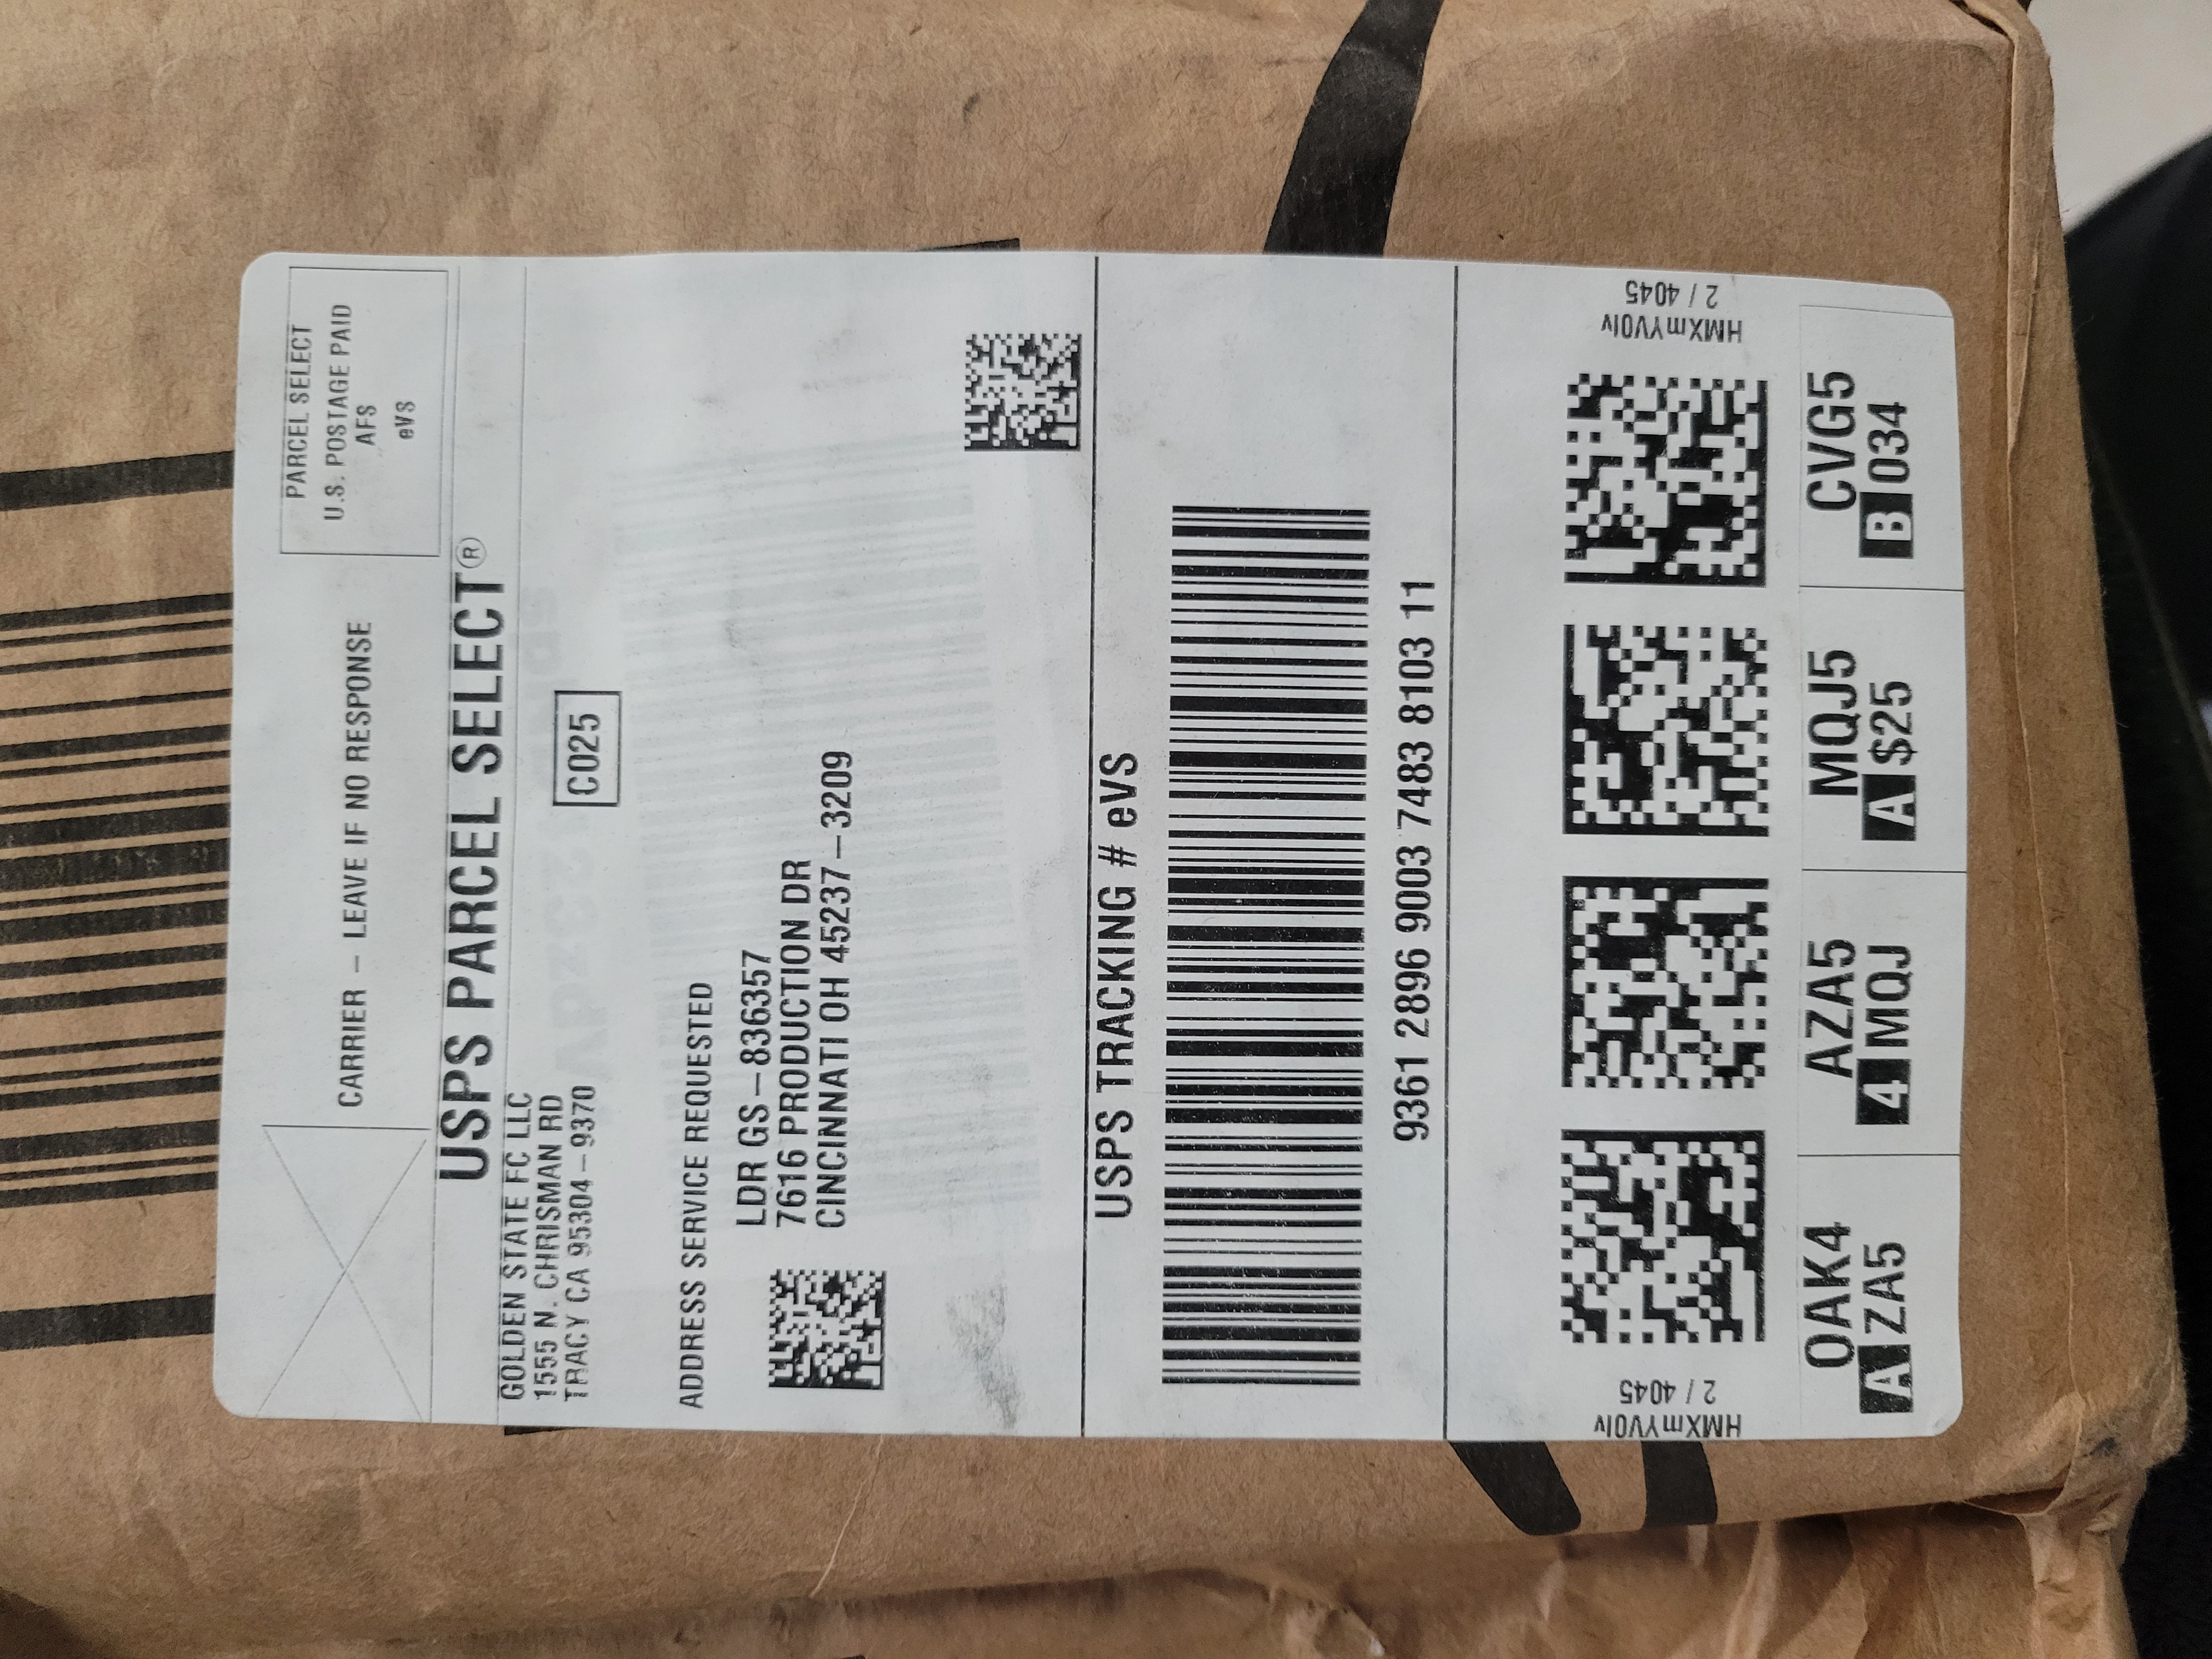 PARCEL SELECT
U.S. POSTAGE PAID
AFS
eVS
CARRIER – LEAVE IF NO RESPONSE
USPS PARCEL SELECT®
GOLDEN STATE FC LLC
1555 N. CHRISMAN RD
TRACY CA 95304–9370
C025
ADDRESS SERVICE REQUESTED
LDR GS–836357
7616 PRODUCTION DR
CINCINNATI OH 45237–3209
USPS TRACKING # eVS
9361 2896 9003 7483 8103 11
HMXmYV0lv
2 / 4045
HMXmYV0lv
2 / 4045
OAK4
A ZA5
AZA5
4 MQJ
MQJ5
A $25
CVG5
B 034